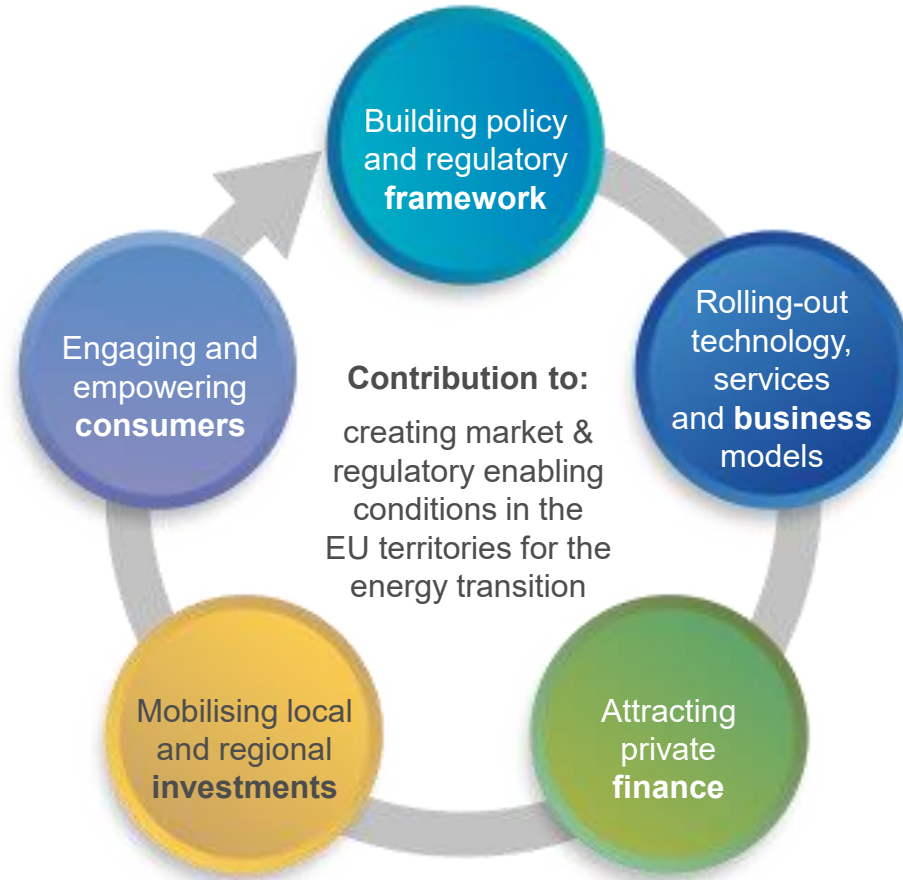 Building policy
and regulatory
framework
Rolling-out
technology,
services
and business
models
Attracting
private
finance
Mobilising local
and regional
investments
Engaging and
empowering
consumers
Contribution to:
creating market &
regulatory enabling
conditions in the
EU territories for the
energy transition